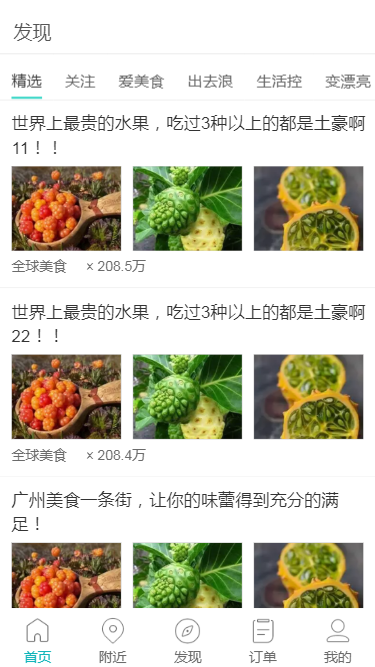 发现
精选 关注 爱美食 出去浪 生活控 变漂亮
世界上最贵的水果，吃过3种以上的都是土豪啊
11！！
全球美食 × 208.5万
世界上最贵的水果，吃过3种以上的都是土豪啊
22！！
全球美食 × 208.4万
广州美食一条街，让你的味蕾得到充分的满
足！
首页 附近 发现 订单 我的